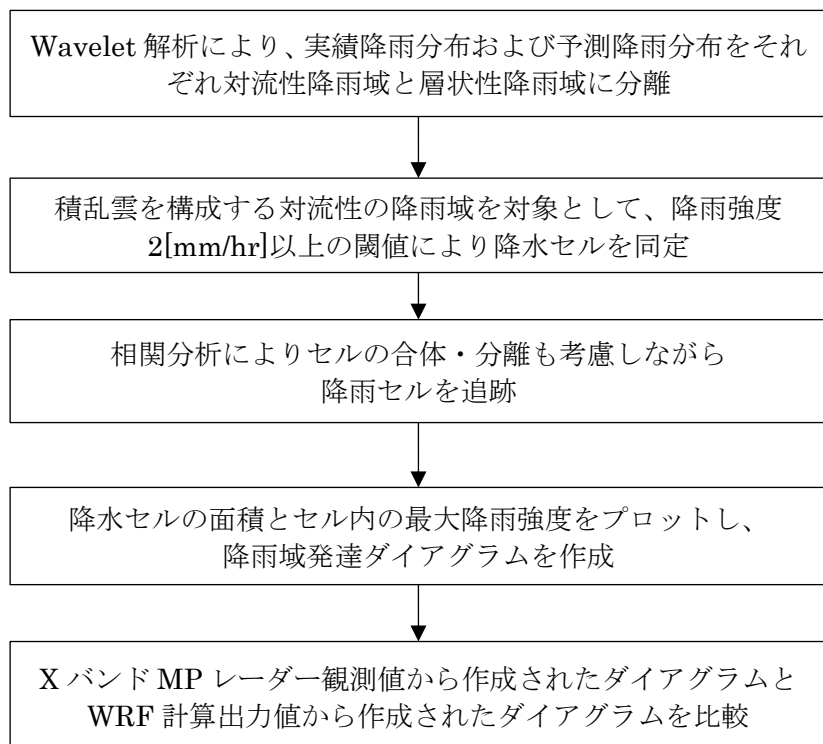 Wavelet 解析により、実績降雨分布および予測降雨分布をそれ
ぞれ対流性降雨域と層状性降雨域に分離
積乱雲を構成する対流性の降雨域を対象として、降雨強度
2[mm/hr]以上の閾値により降水セルを同定
相関分析によりセルの合体・分離も考慮しながら
降雨セルを追跡
降水セルの面積とセル内の最大降雨強度をプロットし、
降雨域発達ダイアグラムを作成
X バンド MP レーダー観測値から作成されたダイアグラムと
WRF 計算出力値から作成されたダイアグラムを比較